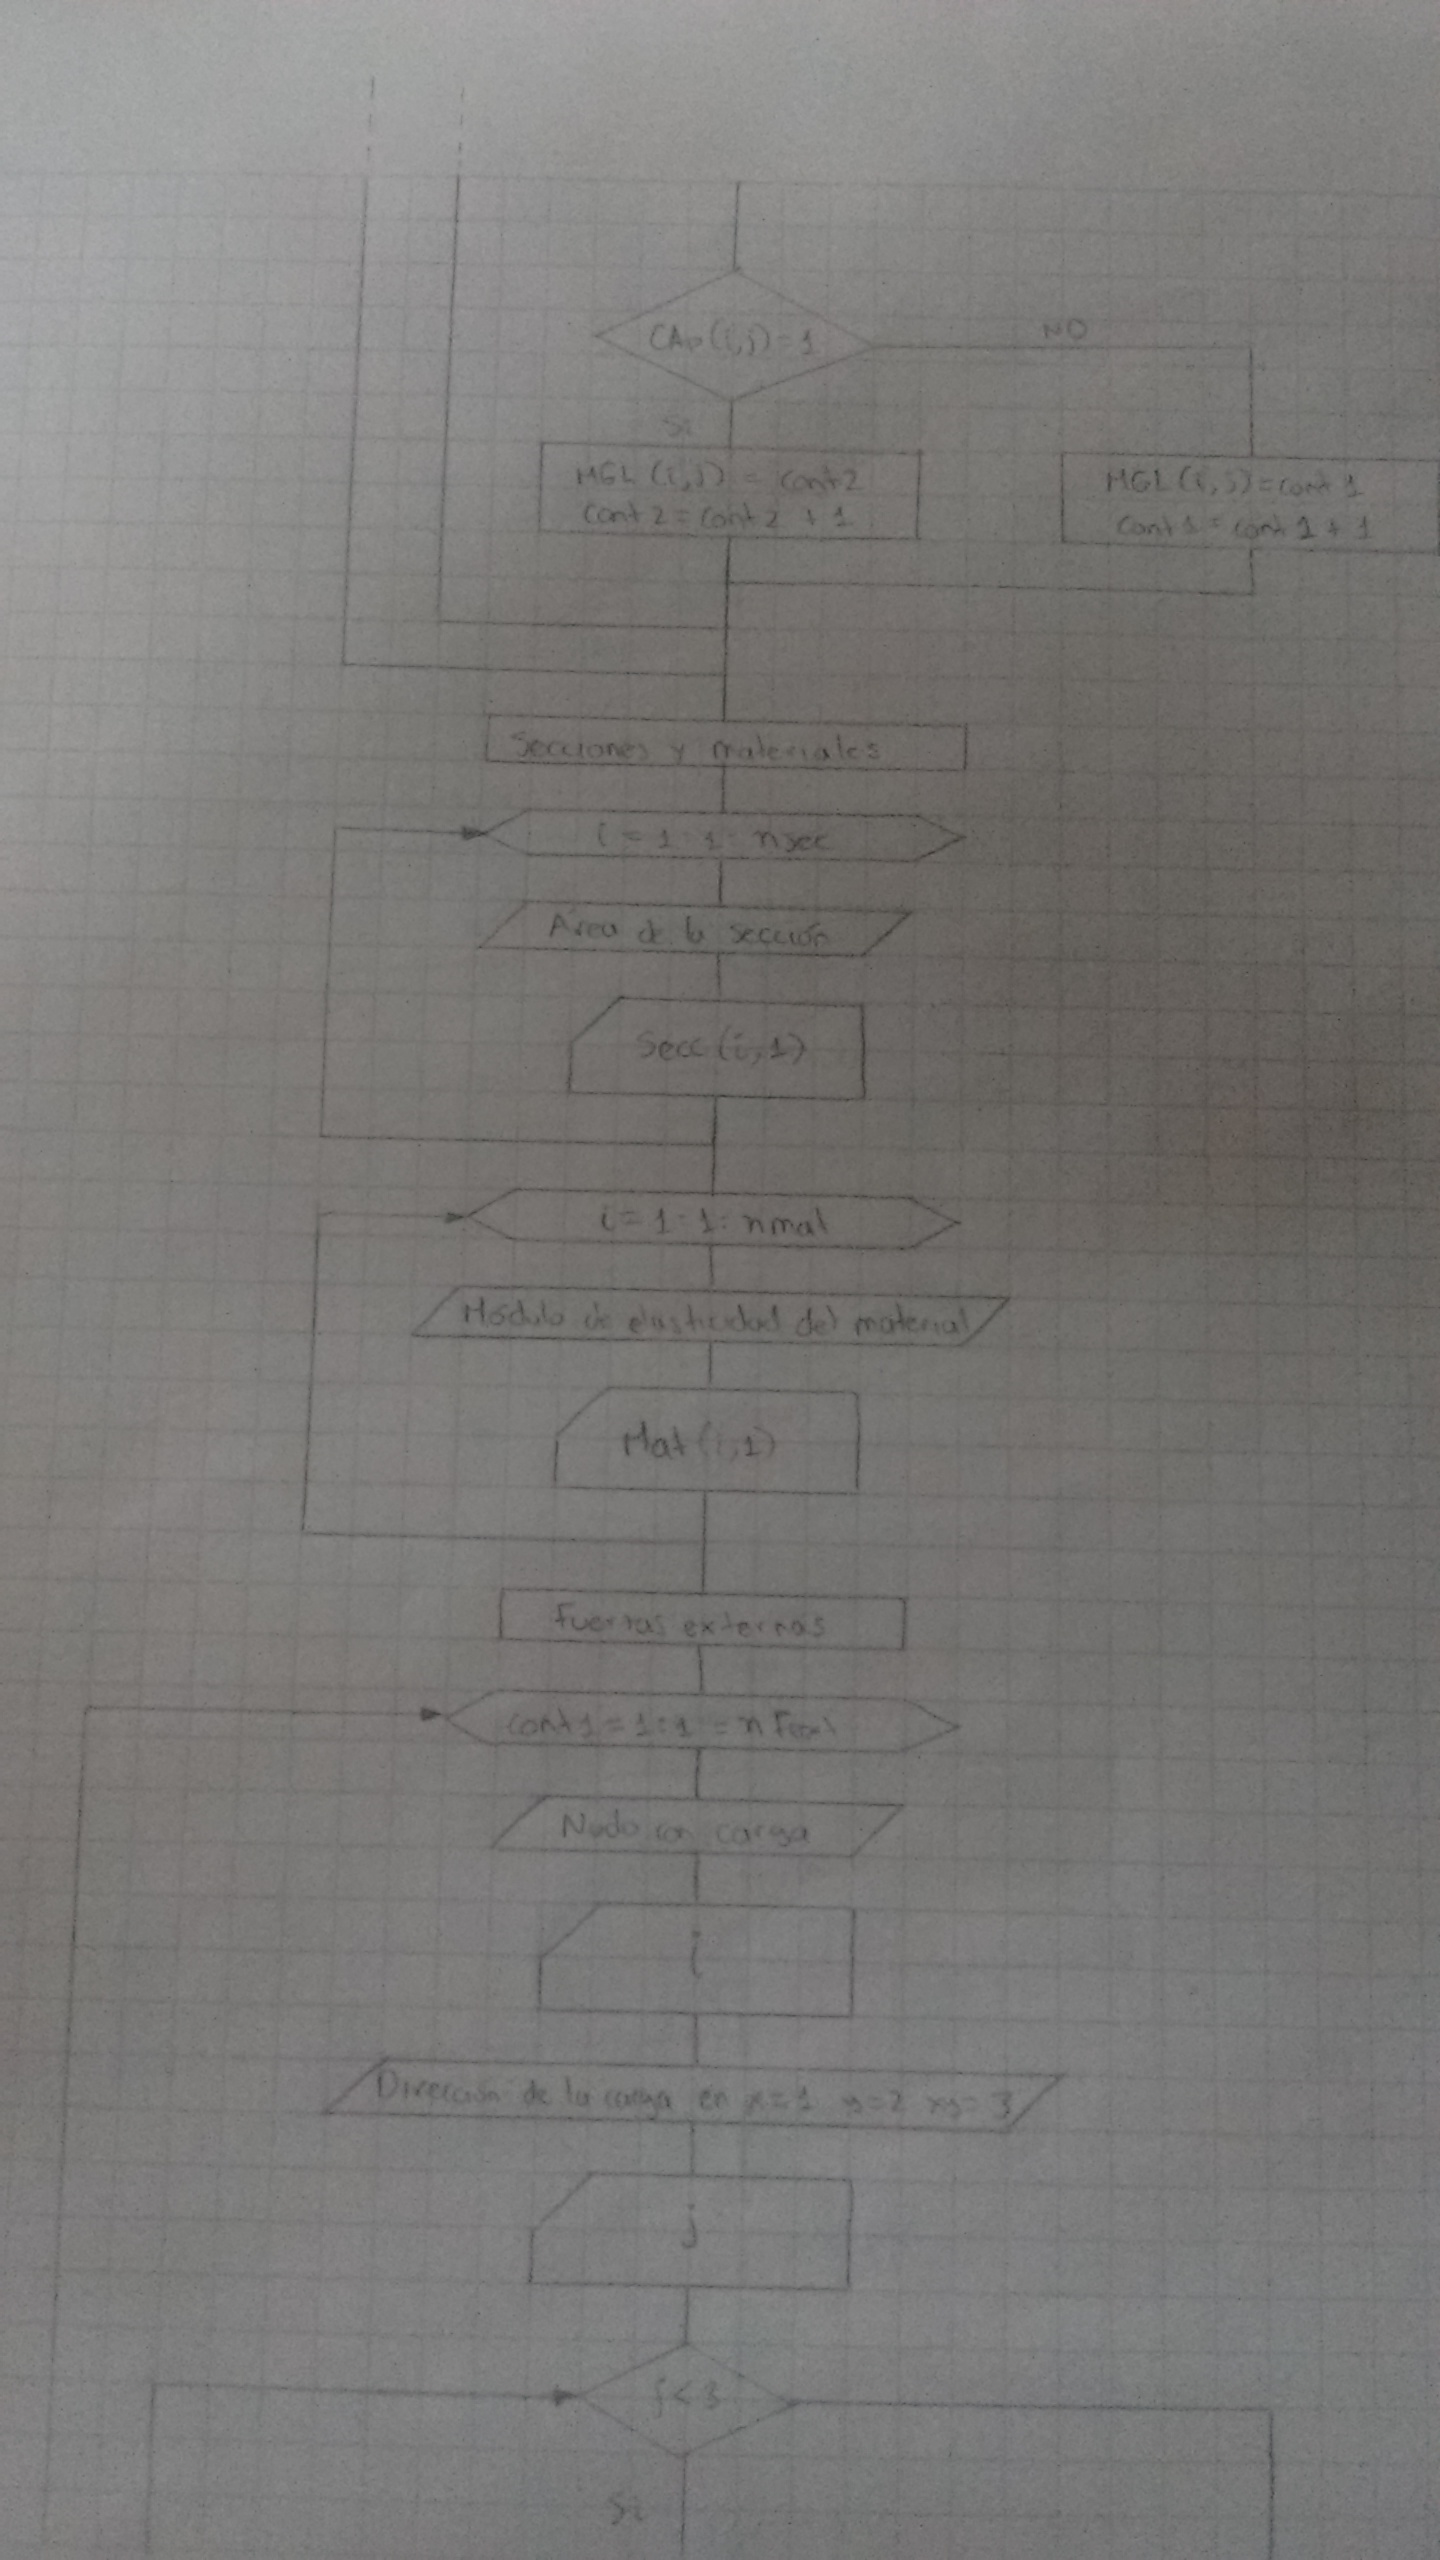 CAp(i,j)=1
NO
Si
MGL(i,j) = cont2
cont2 = cont2 + 1
MGL(i,j)=cont1
cont1 = cont1 + 1
Secciones y materiales
i = 1:1: nsec
Área de la sección
Secc(i,1)
i = 1:1: nmat
Módulo de elasticidad del material
Mat(i,1)
Fuerzas externas
cont1 = 1:1 =
Nudo con carga
i
Dirección de la carga en x=1 y=2 xy=3
j
j<3
Si